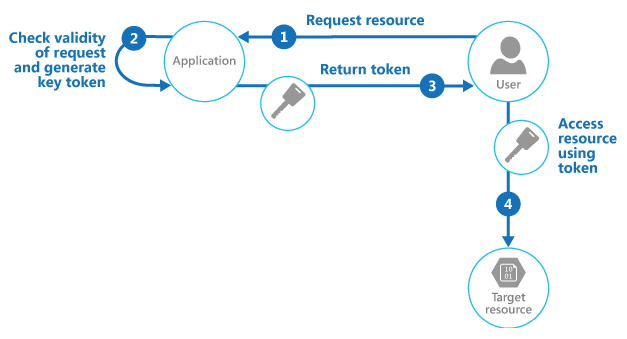 Request resource
1
2
Check validity
of request
and generate
key token
Application
User
Return token
3
Access
resource
using
token
4
10
01
Target
resource